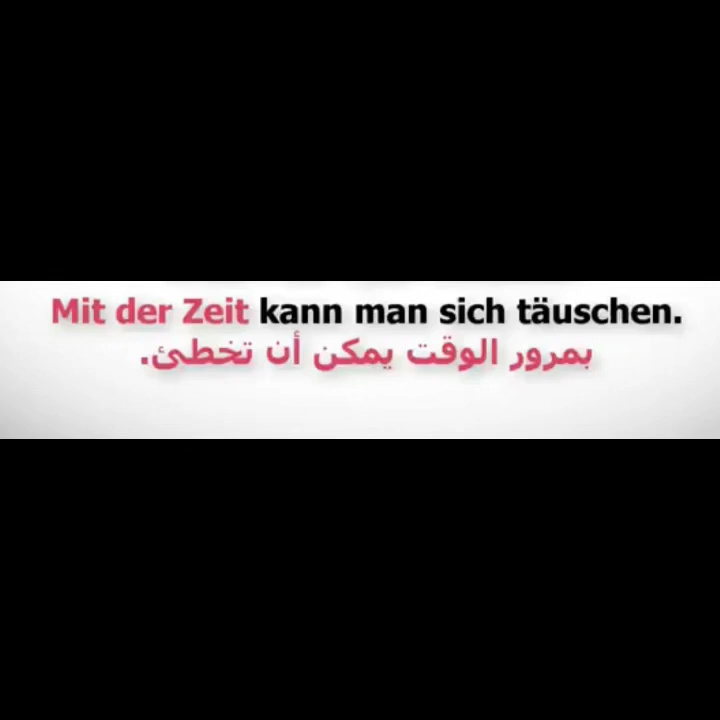 Mit der Zeit kann man sich täuschen.
بمرور الوقت يمكن أن تخطئ.